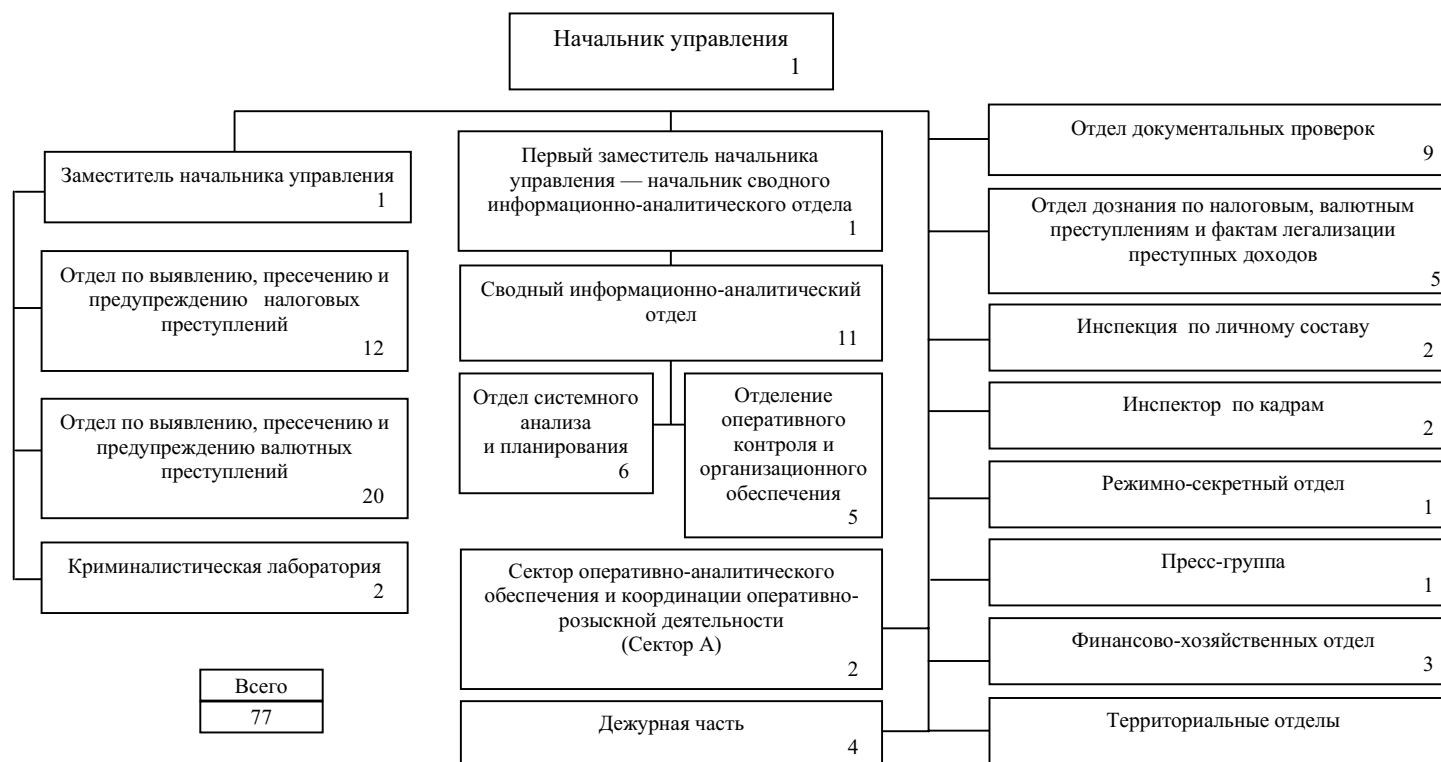 Начальник управления
1
Заместитель начальника управления
1
Отдел по выявлению, пресечению и
предупреждению налоговых
преступлений
12
Отдел по выявлению, пресечению и
предупреждению валютных
преступлений
20
Криминалистическая лаборатория
2
Всего
77
Первый заместитель начальника
управления — начальник сводного
информационно-аналитического отдела
1
Сводный информационно-аналитический
отдел
11
Отдел системного
анализа
и планирования
6
Отделение
оперативного
контроля и
организационного
обеспечения
5
Сектор оперативно-аналитического
обеспечения и координации оперативно-
розыскной деятельности
(Сектор А)
2
Дежурная часть
4
Отдел документальных проверок
9
Отдел дознания по налоговым, валютным
преступлениям и фактам легализации
преступных доходов
5
Инспекция по личному составу
2
Инспектор по кадрам
2
Режимно-секретный отдел
1
Пресс-группа
1
Финансово-хозяйственных отдел
3
Территориальные отделы